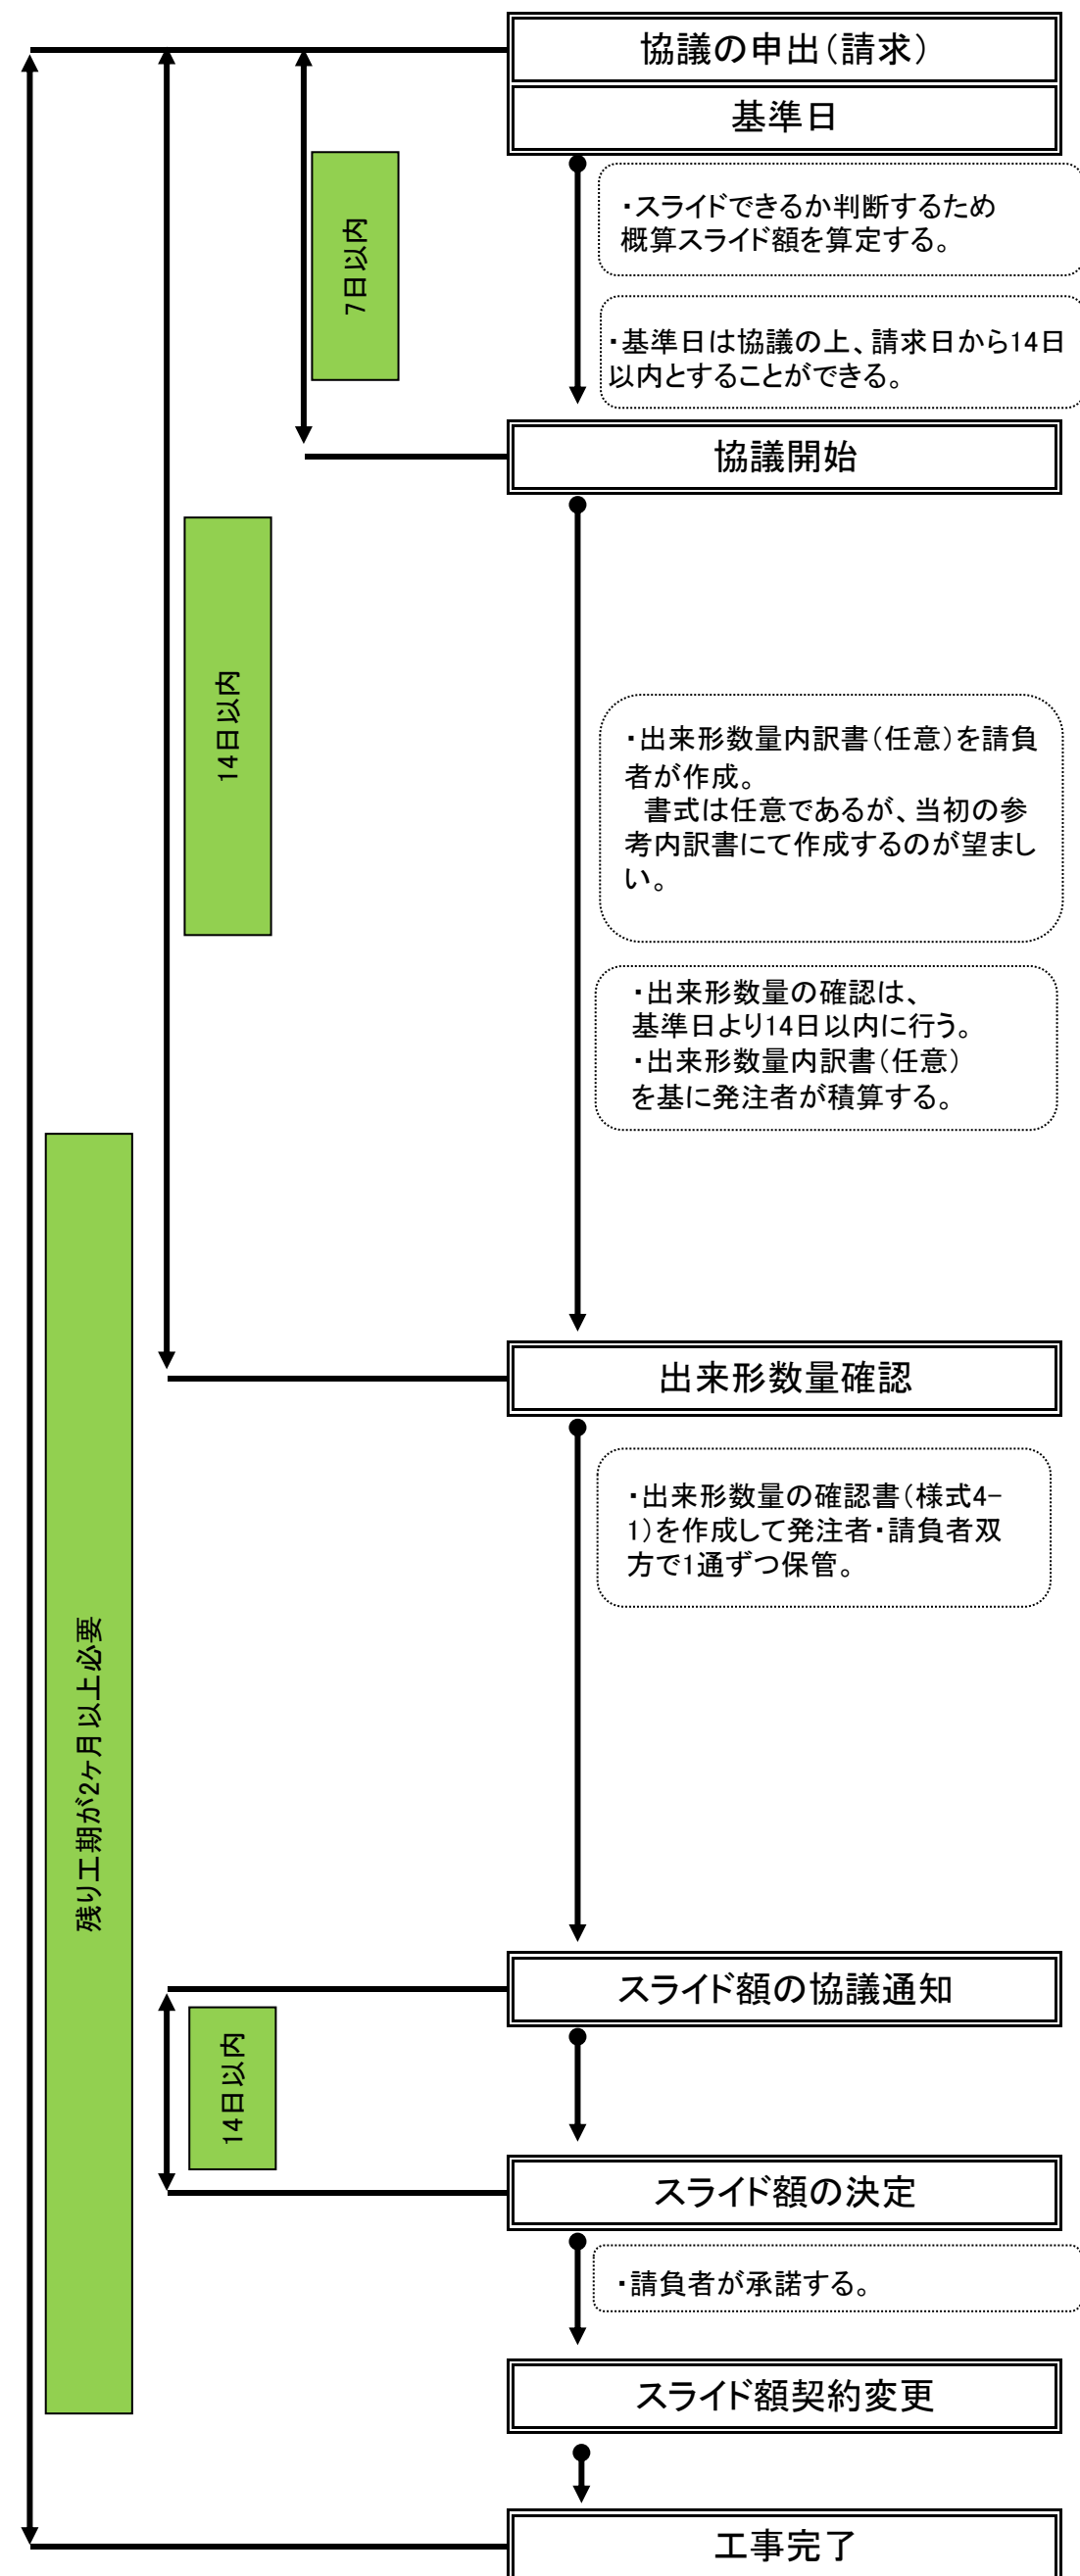 協議の申出（請求）
基準日
・スライドできるか判断するため
概算スライド額を算定する。
7日以内
・基準日は協議の上、請求日から14日
以内とすることができる。
協議開始
14日以内
・出来形数量内訳書（任意）を請負
者が作成。
書式は任意であるが、当初の参
考内訳書にて作成するのが望まし
い。
・出来形数量の確認は、
基準日より14日以内に行う。
・出来形数量内訳書（任意）
を基に発注者が積算する。
出来形数量確認
・出来形数量の確認書（様式4-
1）を作成して発注者・請負者双
方で1通ずつ保管。
残り工期が2ヶ月以上必要
スライド額の協議通知
14日以内
スライド額の決定
・請負者が承諾する。
スライド額契約変更
工事完了